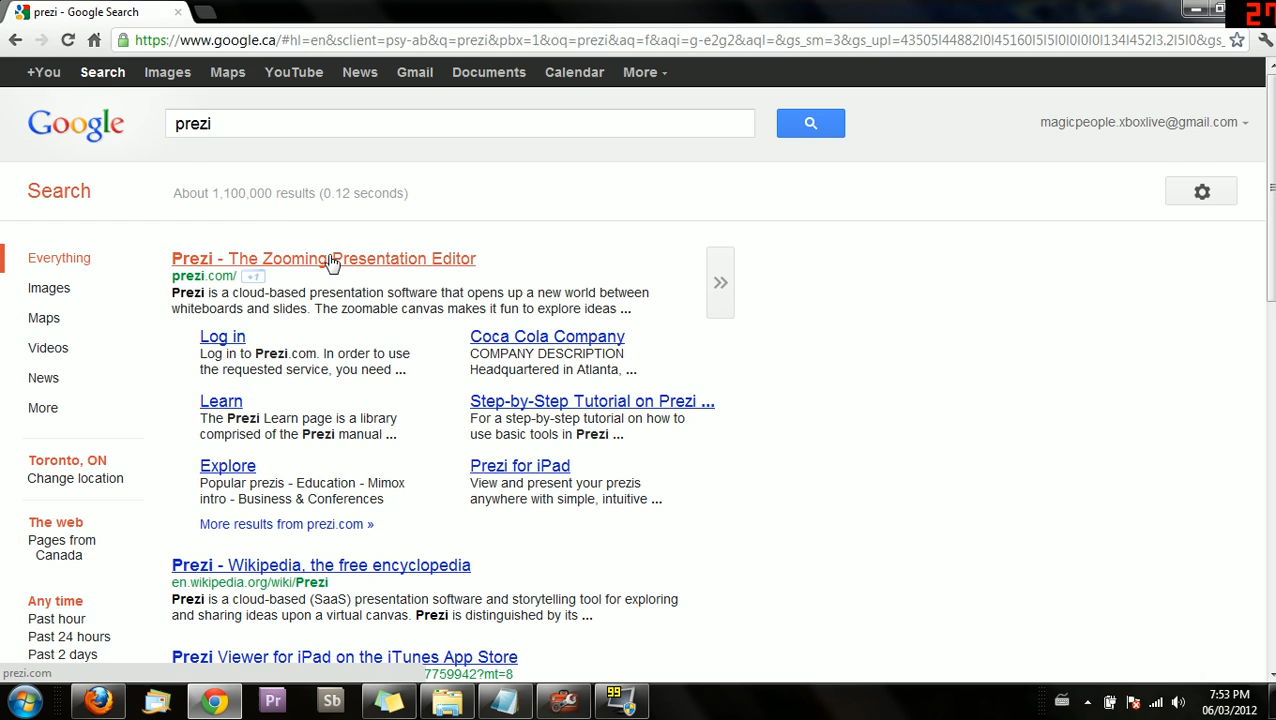 prezi - Google Search
27
https://www.google.ca/#hl=en&sclient=psy-ab&q=prezi&pbx=1&oq=prezi&aq=f&aqi=g-e2g2&aql=&gs_sm=3&gs_upl=43505l44882l0l45160l5l5l0l0l0l0l134l452l3.2l5l0&gs_
+You Search Images Maps YouTube News Gmail Documents Calendar More
Google
prezi
magicpeople.xboxlive@gmail.com
Search
About 1,100,000 results (0.12 seconds)
Everything
Images
Maps
Videos
News
More
Toronto, ON
Change location
The web
Pages from
Canada
Any time
Past hour
Past 24 hours
Past 2 days
Prezi - The Zooming Presentation Editor
prezi.com/ +1
Prezi is a cloud-based presentation software that opens up a new world between
whiteboards and slides. The zoomable canvas makes it fun to explore ideas ...
Log in
Log in to Prezi.com. In order to use
the requested service, you need ...
Coca Cola Company
COMPANY DESCRIPTION
Headquartered in Atlanta, ...
Learn
The Prezi Learn page is a library
comprised of the Prezi manual ...
Step-by-Step Tutorial on Prezi ...
For a step-by-step tutorial on how to
use basic tools in Prezi ...
Explore
Popular prezis - Education - Mimox
intro - Business & Conferences
Prezi for iPad
View and present your prezis
anywhere with simple, intuitive ...
More results from prezi.com »
Prezi - Wikipedia, the free encyclopedia
en.wikipedia.org/wiki/Prezi
Prezi is a cloud-based (SaaS) presentation software and storytelling tool for exploring
and sharing ideas upon a virtual canvas. Prezi is distinguished by its ...
Prezi Viewer for iPad on the iTunes App Store
7759942?mt=8
prezi.com
Pr
Sb
99
7:53 PM
06/03/2012